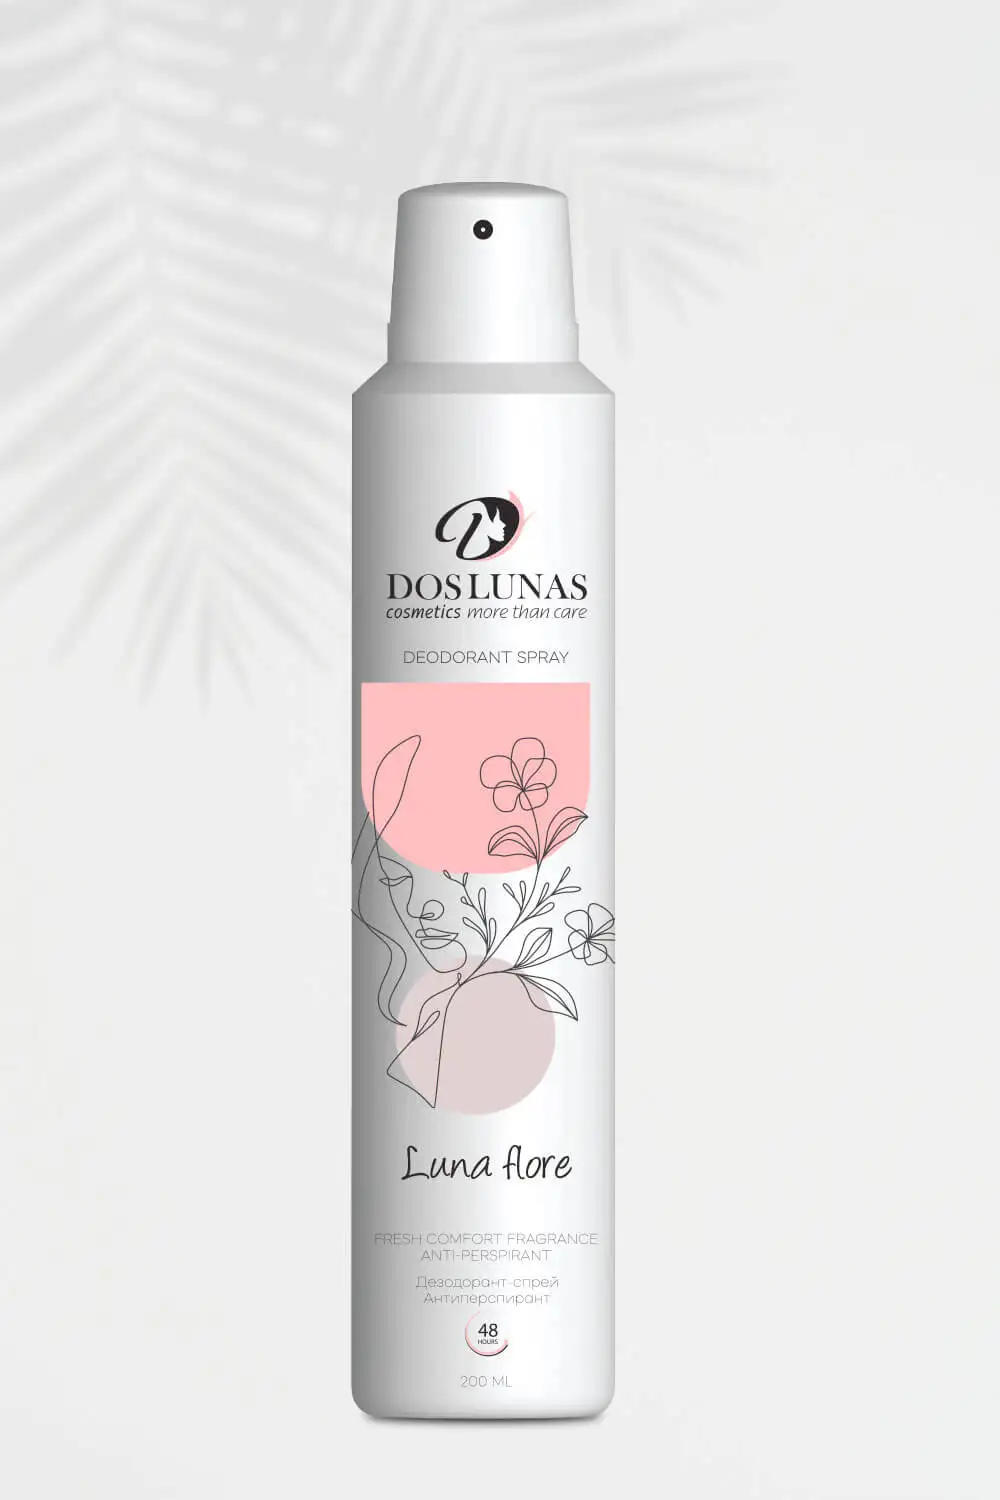 DOS LUNAS
cosmetics more than care
DEODORANT SPRAY
Luna flore
FRESH COMFORT FRAGRANCE
ANTI-PERSPIRANT
Дезодорант-спрей
Антиперспирант
48
HOURS
200 ML